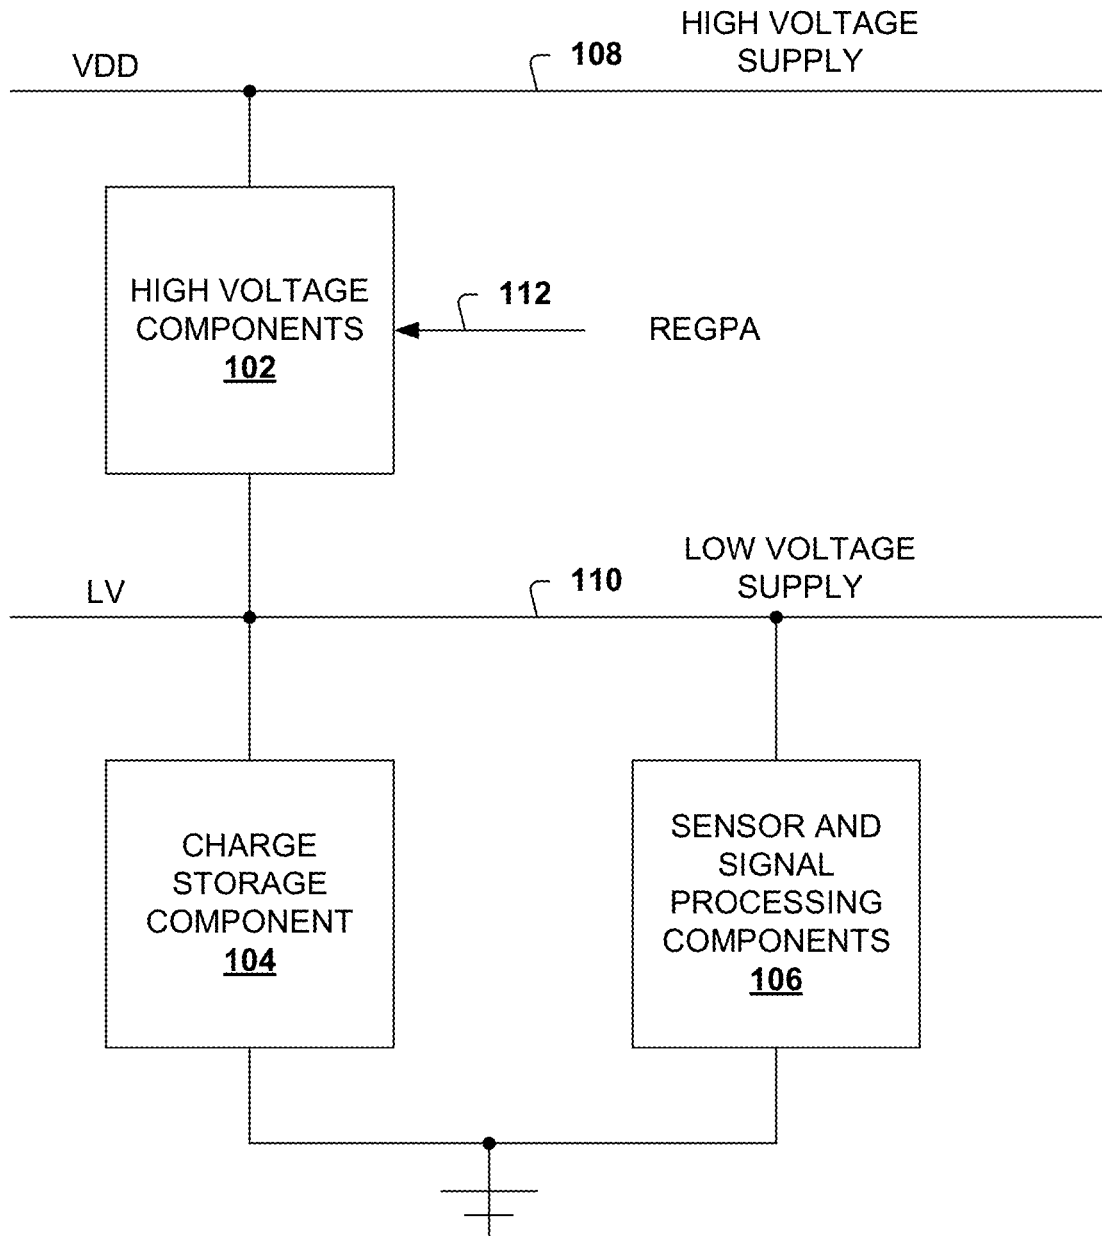 HIGH VOLTAGE
SUPPLY
VDD
108
HIGH VOLTAGE
COMPONENTS
102
112
REGPA
LOW VOLTAGE
SUPPLY
LV
110
CHARGE
STORAGE
COMPONENT
104
SENSOR AND
SIGNAL
PROCESSING
COMPONENTS
106